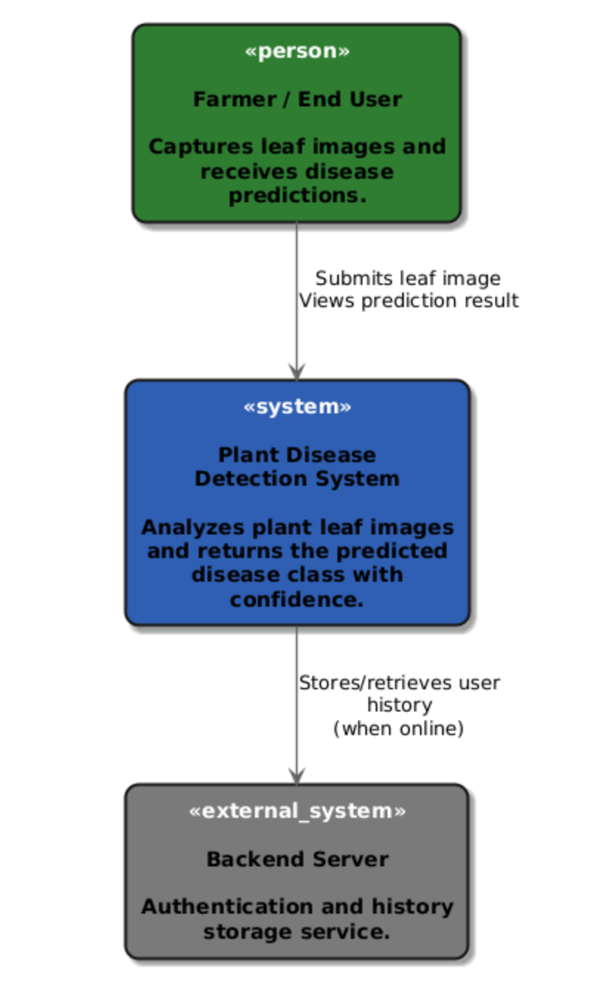 «person»
Farmer / End User
Captures leaf images and
receives disease
predictions.
Submits leaf image
Views prediction result
«system»
Plant Disease
Detection System
Analyzes plant leaf images
and returns the predicted
disease class with
confidence.
Stores/retrieves user
history
(when online)
«external_system»
Backend Server
Authentication and history
storage service.